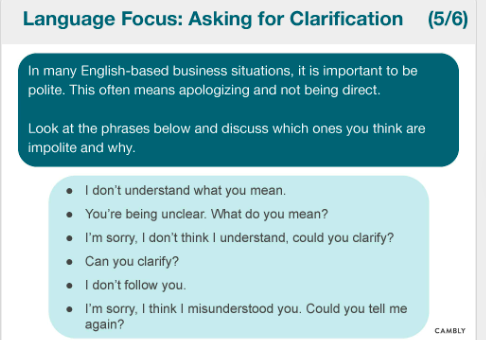 Language Focus: Asking for Clarification (5/6)
In many English-based business situations, it is important to be
polite. This often means apologizing and not being direct.
Look at the phrases below and discuss which ones you think are
impolite and why.
● I don't understand what you mean.
● You're being unclear. What do you mean?
● I'm sorry, I don't think I understand, could you clarify?
● Can you clarify?
● I don't follow you.
● I'm sorry, I think I misunderstood you. Could you tell me
again?
CAMBLY